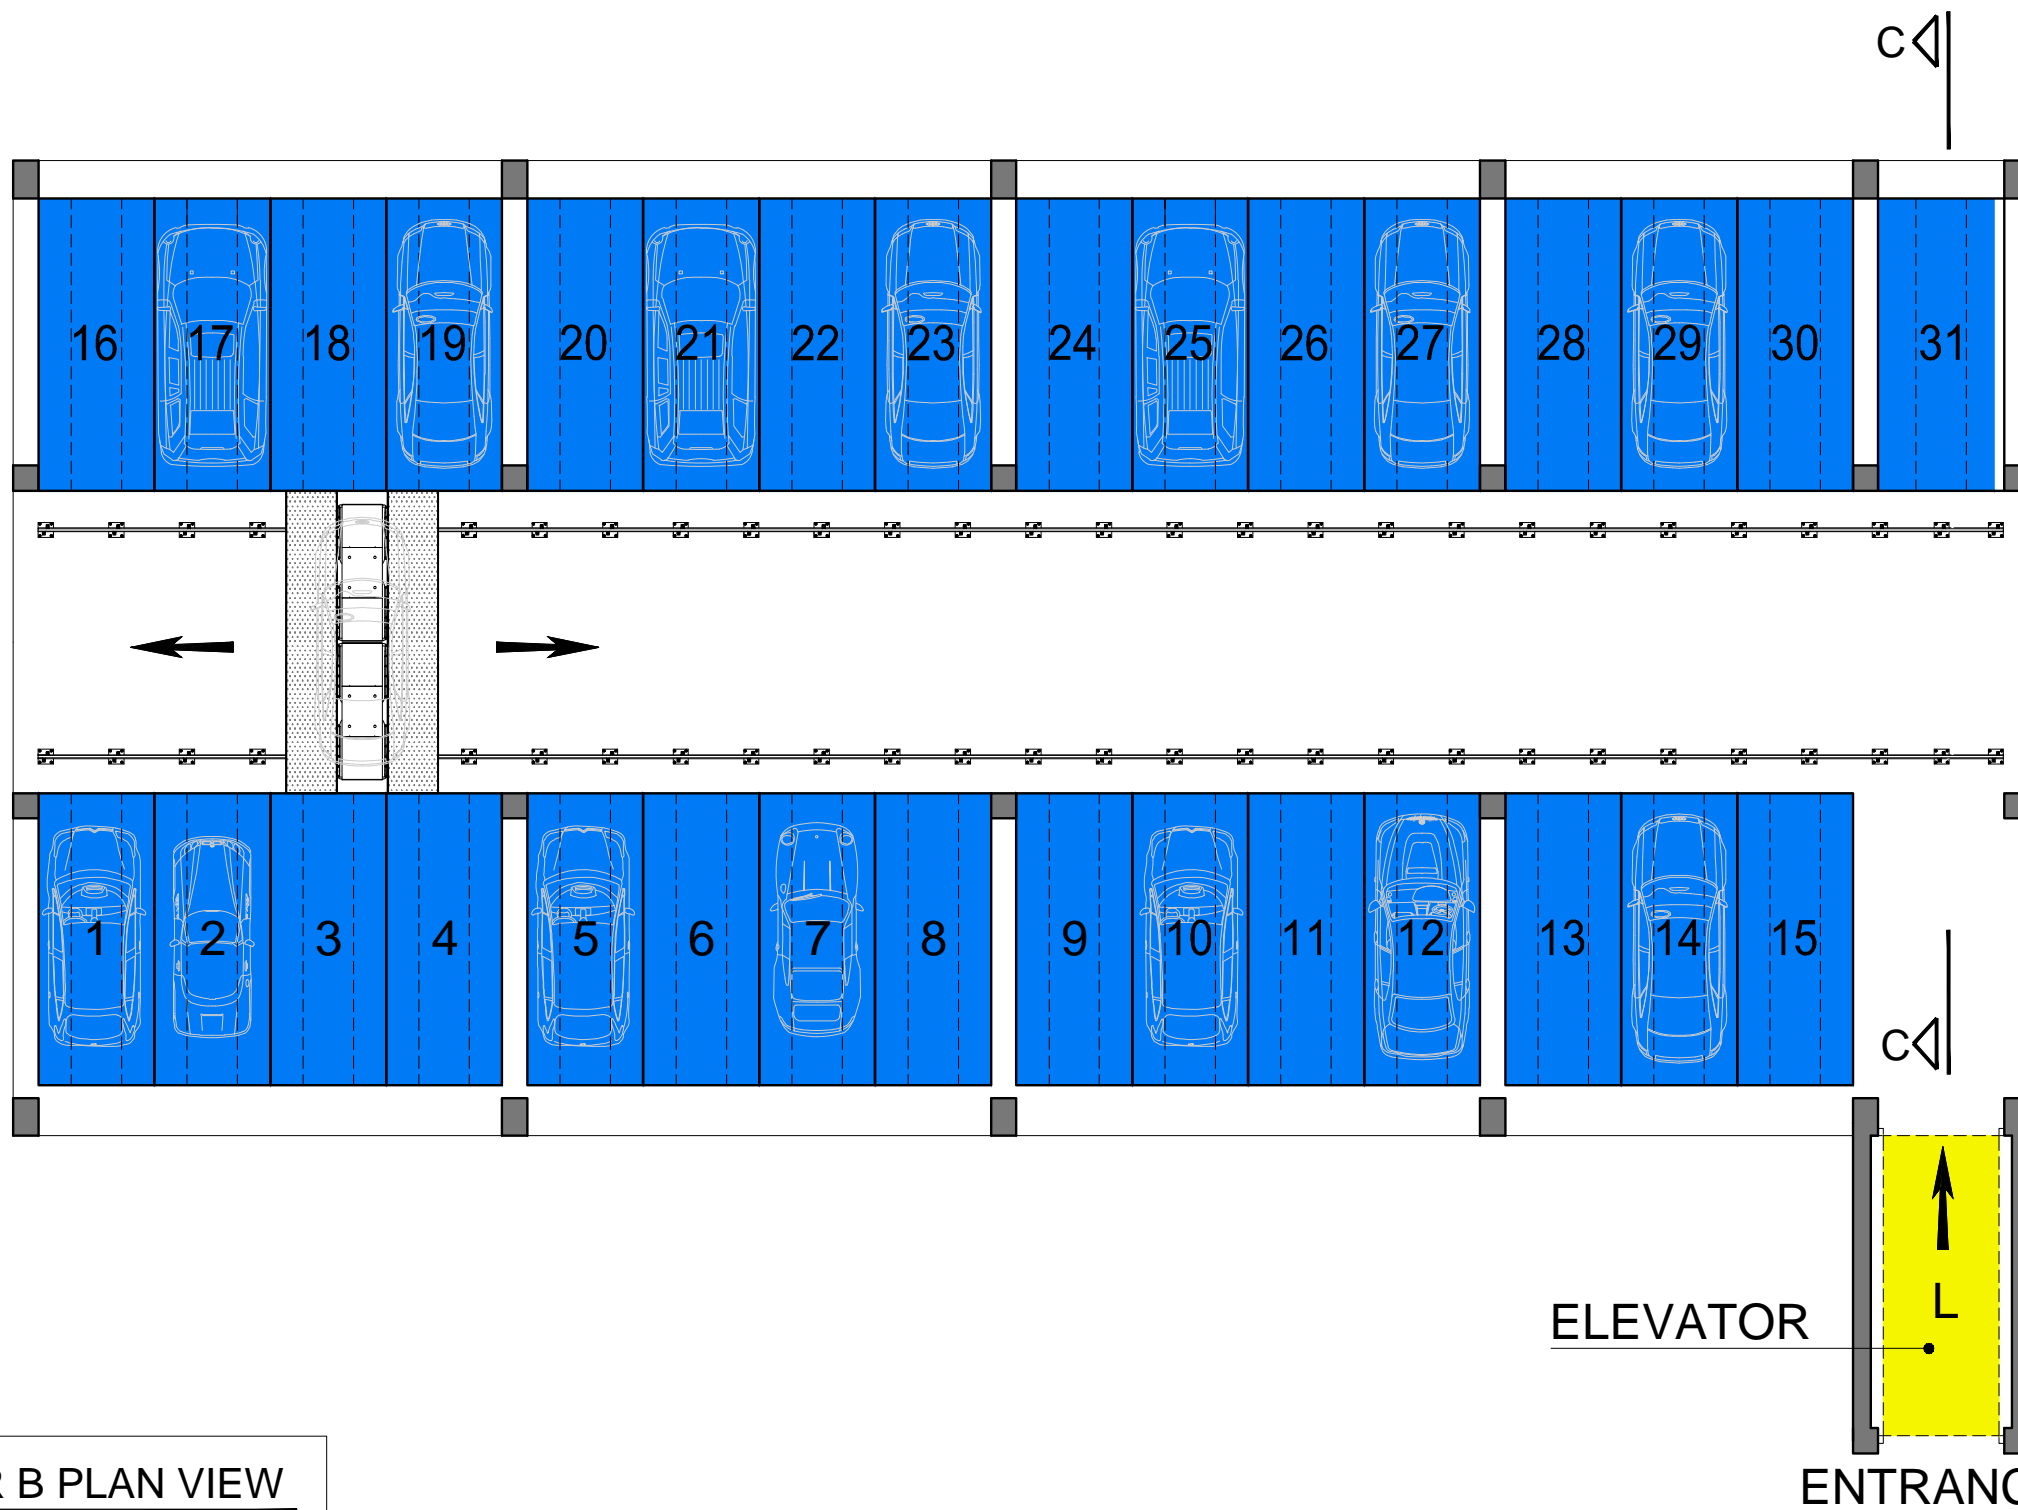 C
16 17 18 19 20 21 22 23 24 25 26 27 28 29 30 31
1 2 3 4 5 6 7 8 9 10 11 12 13 14 15
C
L
ELEVATOR
R B PLAN VIEW
ENTRANC